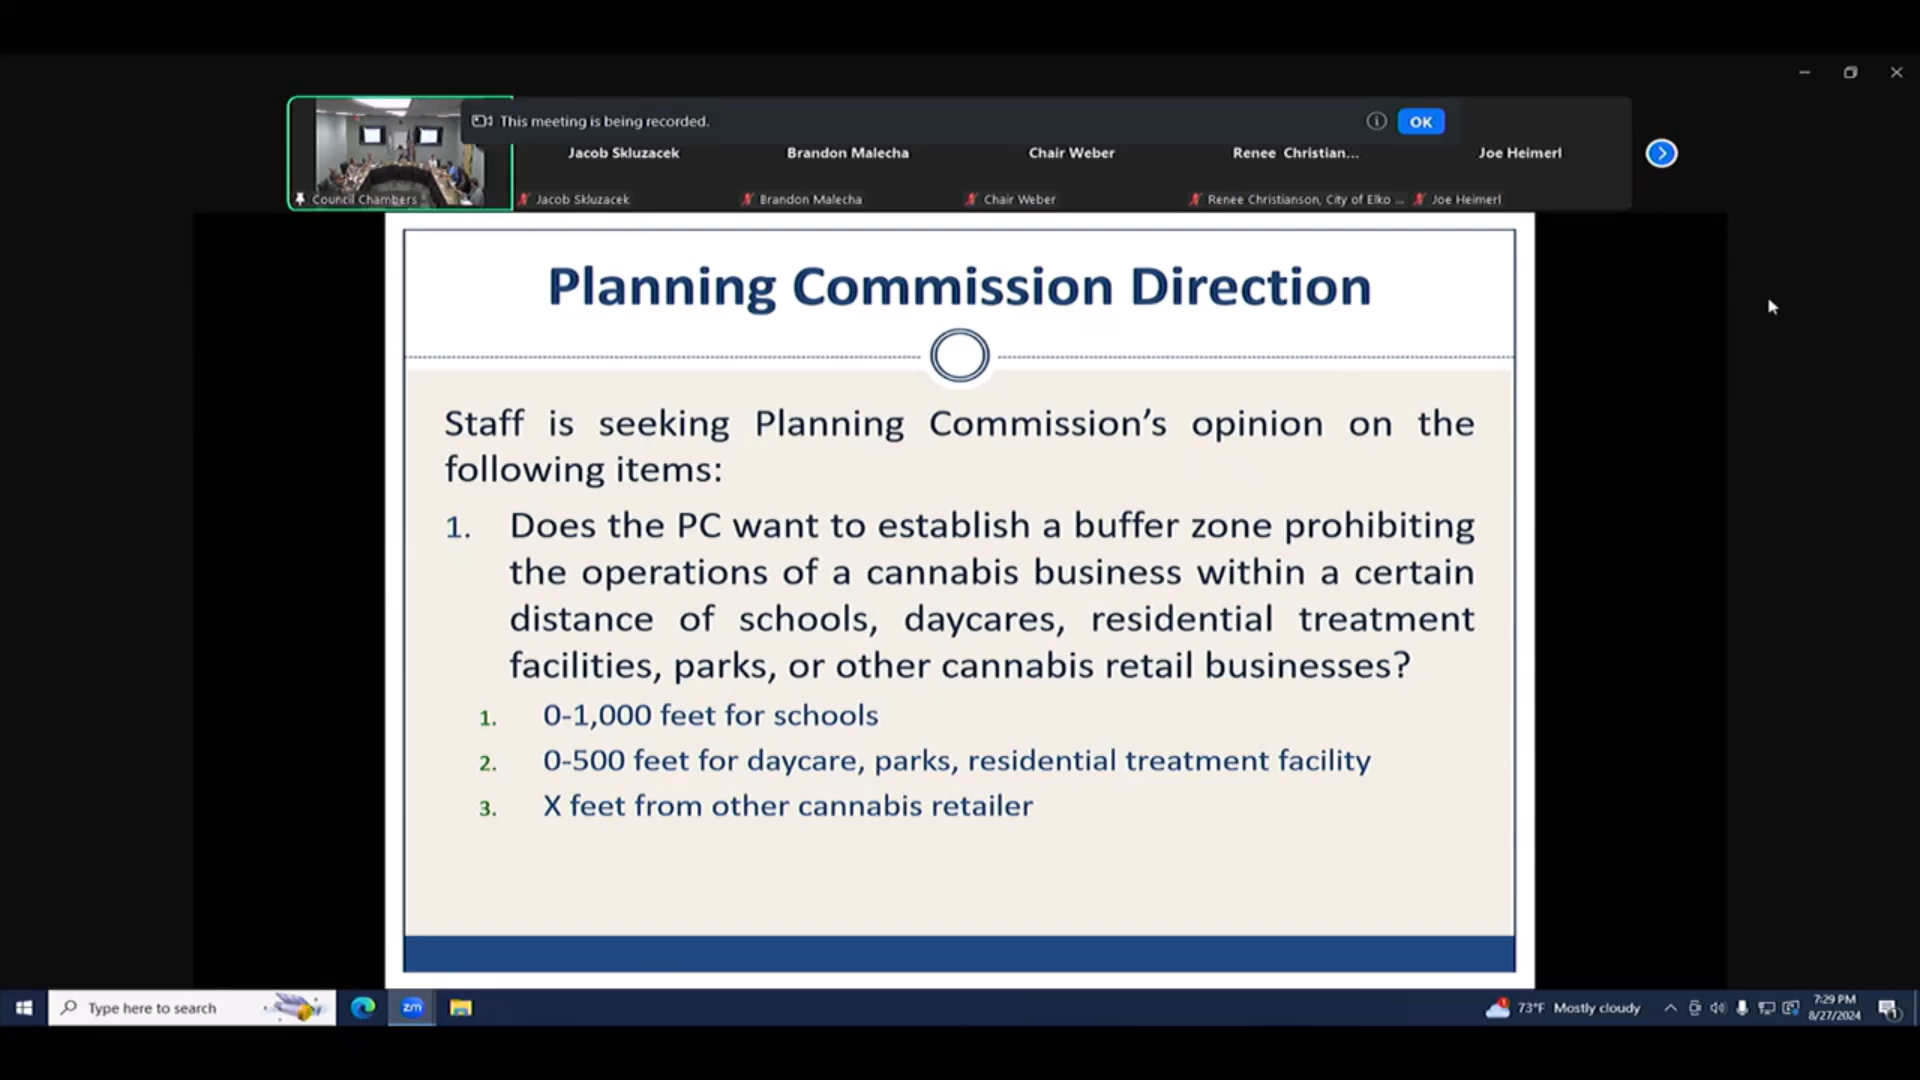 This meeting is being recorded.
OK
Jacob Skluzacek
Brandon Malecha
Chair Weber
Renee Christian...
Joe Heimerl
Council Chambers
Jacob Skluzacek
Brandon Malecha
Chair Weber
Renee Christianson, City of Elko ...
Joe Heimerl
Planning Commission Direction
Staff is seeking Planning Commission’s opinion on the
following items:
1. Does the PC want to establish a buffer zone prohibiting
the operations of a cannabis business within a certain
distance of schools, daycares, residential treatment
facilities, parks, or other cannabis retail businesses?
1. 0-1,000 feet for schools
2. 0-500 feet for daycare, parks, residential treatment facility
3. X feet from other cannabis retailer
Type here to search
zm
73°F Mostly cloudy
7:29 PM
8/27/2024